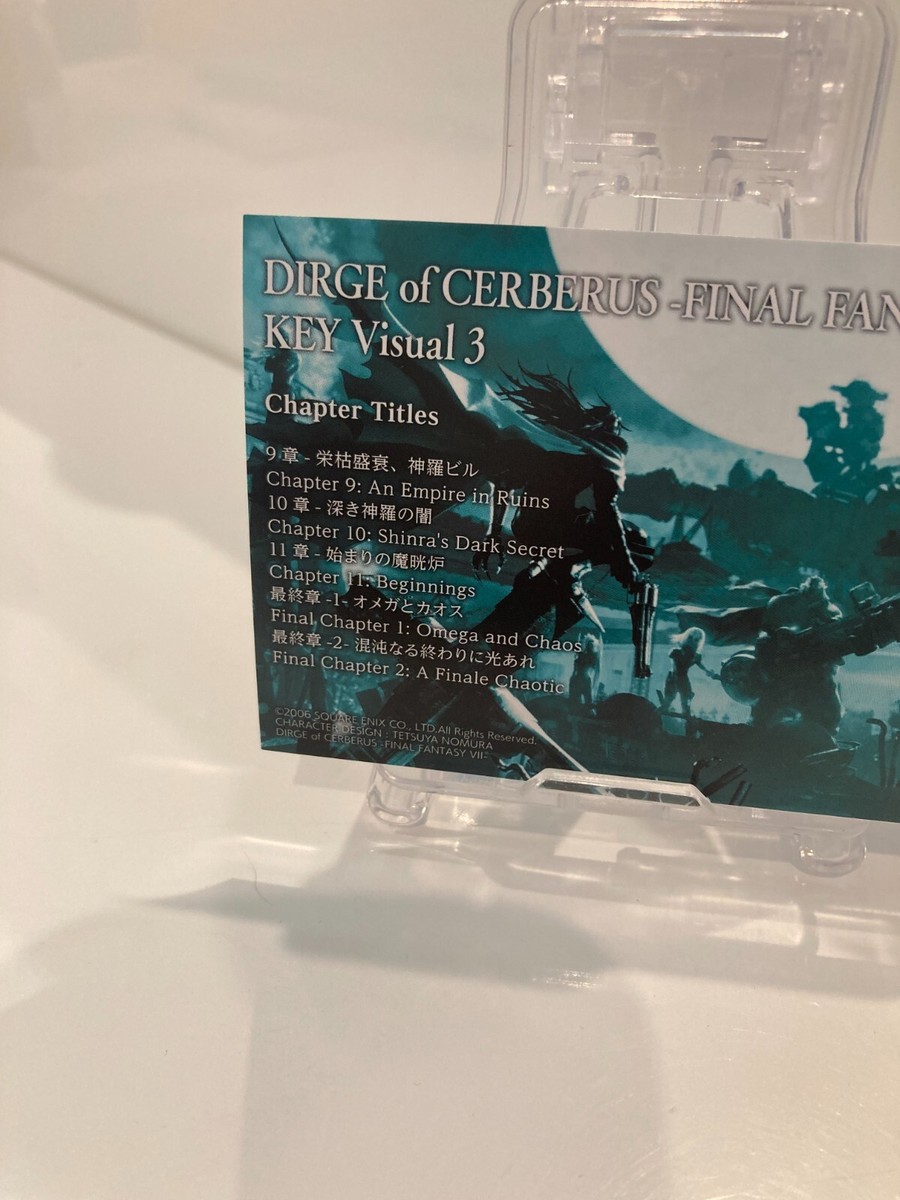 DIRGE of CERBERUS -FINAL FAN
KEY Visual 3
Chapter Titles
9 章 - 栄枯盛衰、神羅ビル
Chapter 9: An Empire in Ruins
10 章 - 深き神羅の闇
Chapter 10: Shinra's Dark Secret
11 章 - 始まりの魔晄炉
Chapter 11: Beginnings
最終章 -1- オメガとカオス
Final Chapter 1: Omega and Chaos
最終章 -2- 混沌なる終わりに光あれ
Final Chapter 2: A Finale Chaotic
©2006 SQUARE ENIX CO., LTD.All Rights Reserved.
CHARACTER DESIGN : TETSUYA NOMURA
DIRGE of CERBERUS -FINAL FANTASY VII-